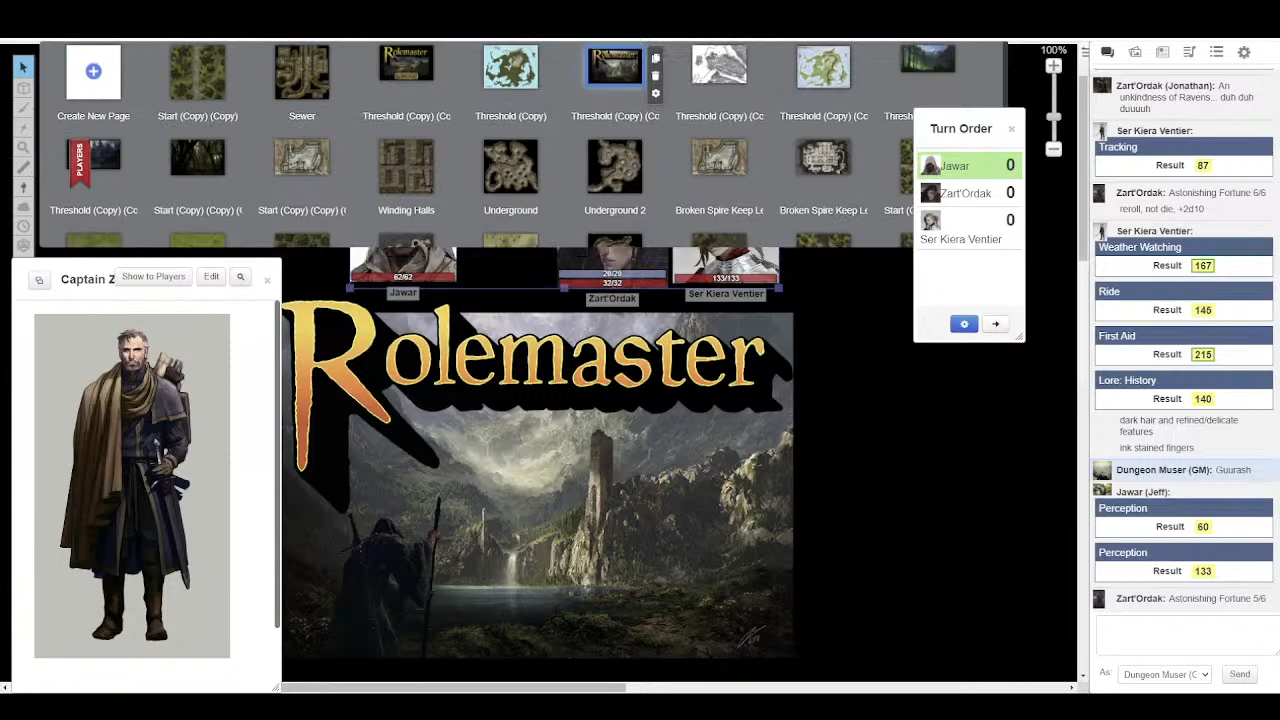 Rolemaster
Create New Page
Start (Copy) (Copy)
Sewer
Threshold (Copy) (Cc
Threshold (Copy)
Threshold (Copy) (Cc
Threshold (Copy) (Cc
Threshold (Copy) (Cc
Thresh
PLAYERS
Threshold (Copy) (Cc
Start (Copy) (Copy) (
Start (Copy) (Copy) (
Winding Halls
Underground
Underground 2
Broken Spire Keep Le
Broken Spire Keep Le
Start (
100%
Turn Order
Jawar 0
Zart'Ordak 0
0
Ser Kiera Ventier
62/62
20/20
32/32
133/133
Jawar
Zart'Ordak
Ser Kiera Ventier
Captain Z
Show to Players
Edit
Rolemaster
Zart'Ordak (Jonathan): An
unkindness of Ravens... duh duh
duuuuh
Ser Kiera Ventier:
Tracking
Result 87
Zart'Ordak: Astonishing Fortune 6/6
reroll, not die, +2d10
Ser Kiera Ventier:
Weather Watching
Result 167
Ride
Result 145
First Aid
Result 215
Lore: History
Result 140
dark hair and refined/delicate
features
ink stained fingers
Dungeon Muser (GM): Guurash
Jawar (Jeff):
Perception
Result 60
Perception
Result 133
Zart'Ordak: Astonishing Fortune 5/6
As:
Dungeon Muser (G
Send